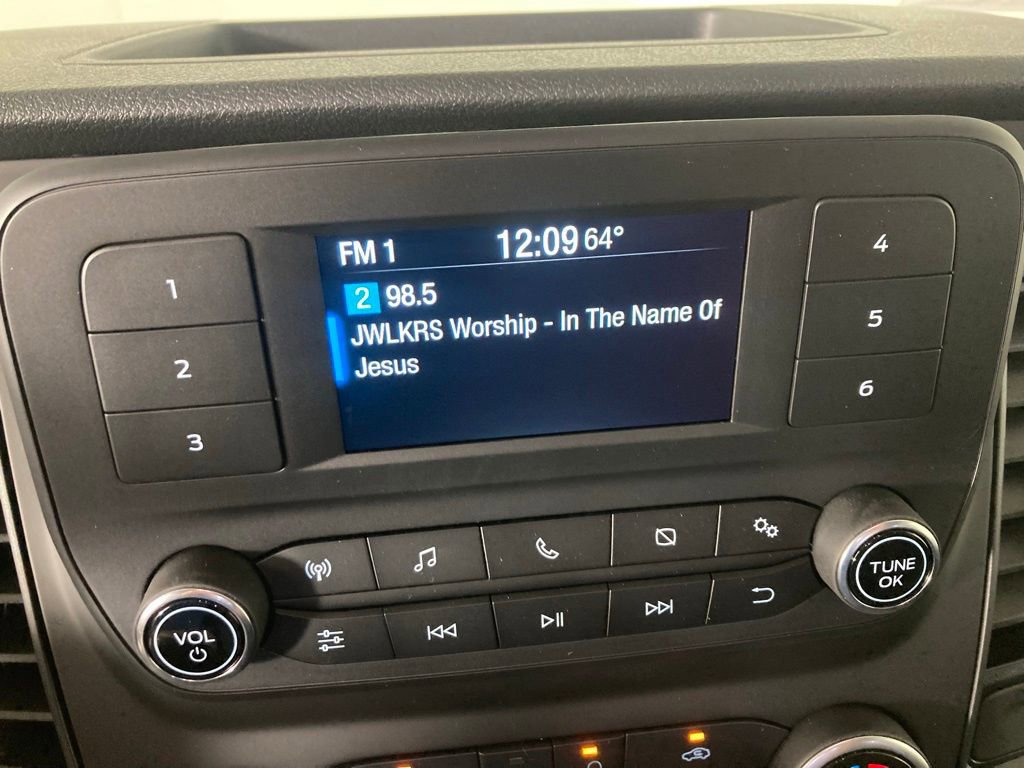 FM 1 12:09 64°
2 98.5
JWLKRS Worship - In The Name Of
Jesus
1
2
3
4
5
6
VOL
TUNE
OK